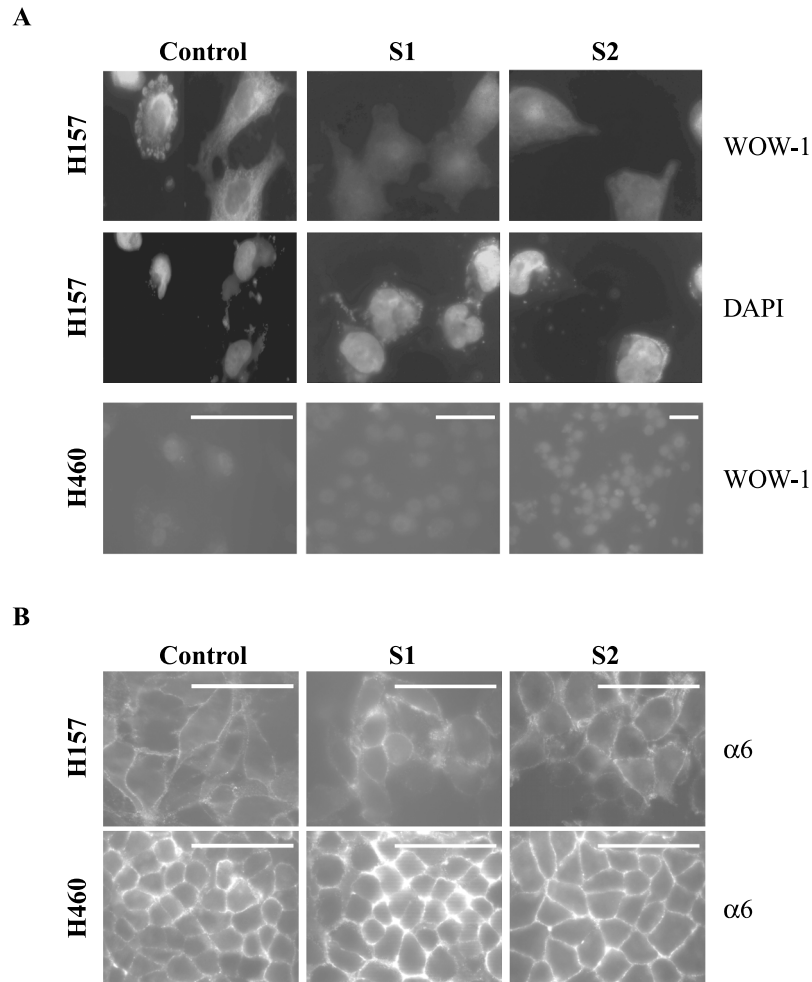 A
Control S1 S2
H157 WOW-1
H157 DAPI
H460 WOW-1
B
Control S1 S2
H157 α6
H460 α6